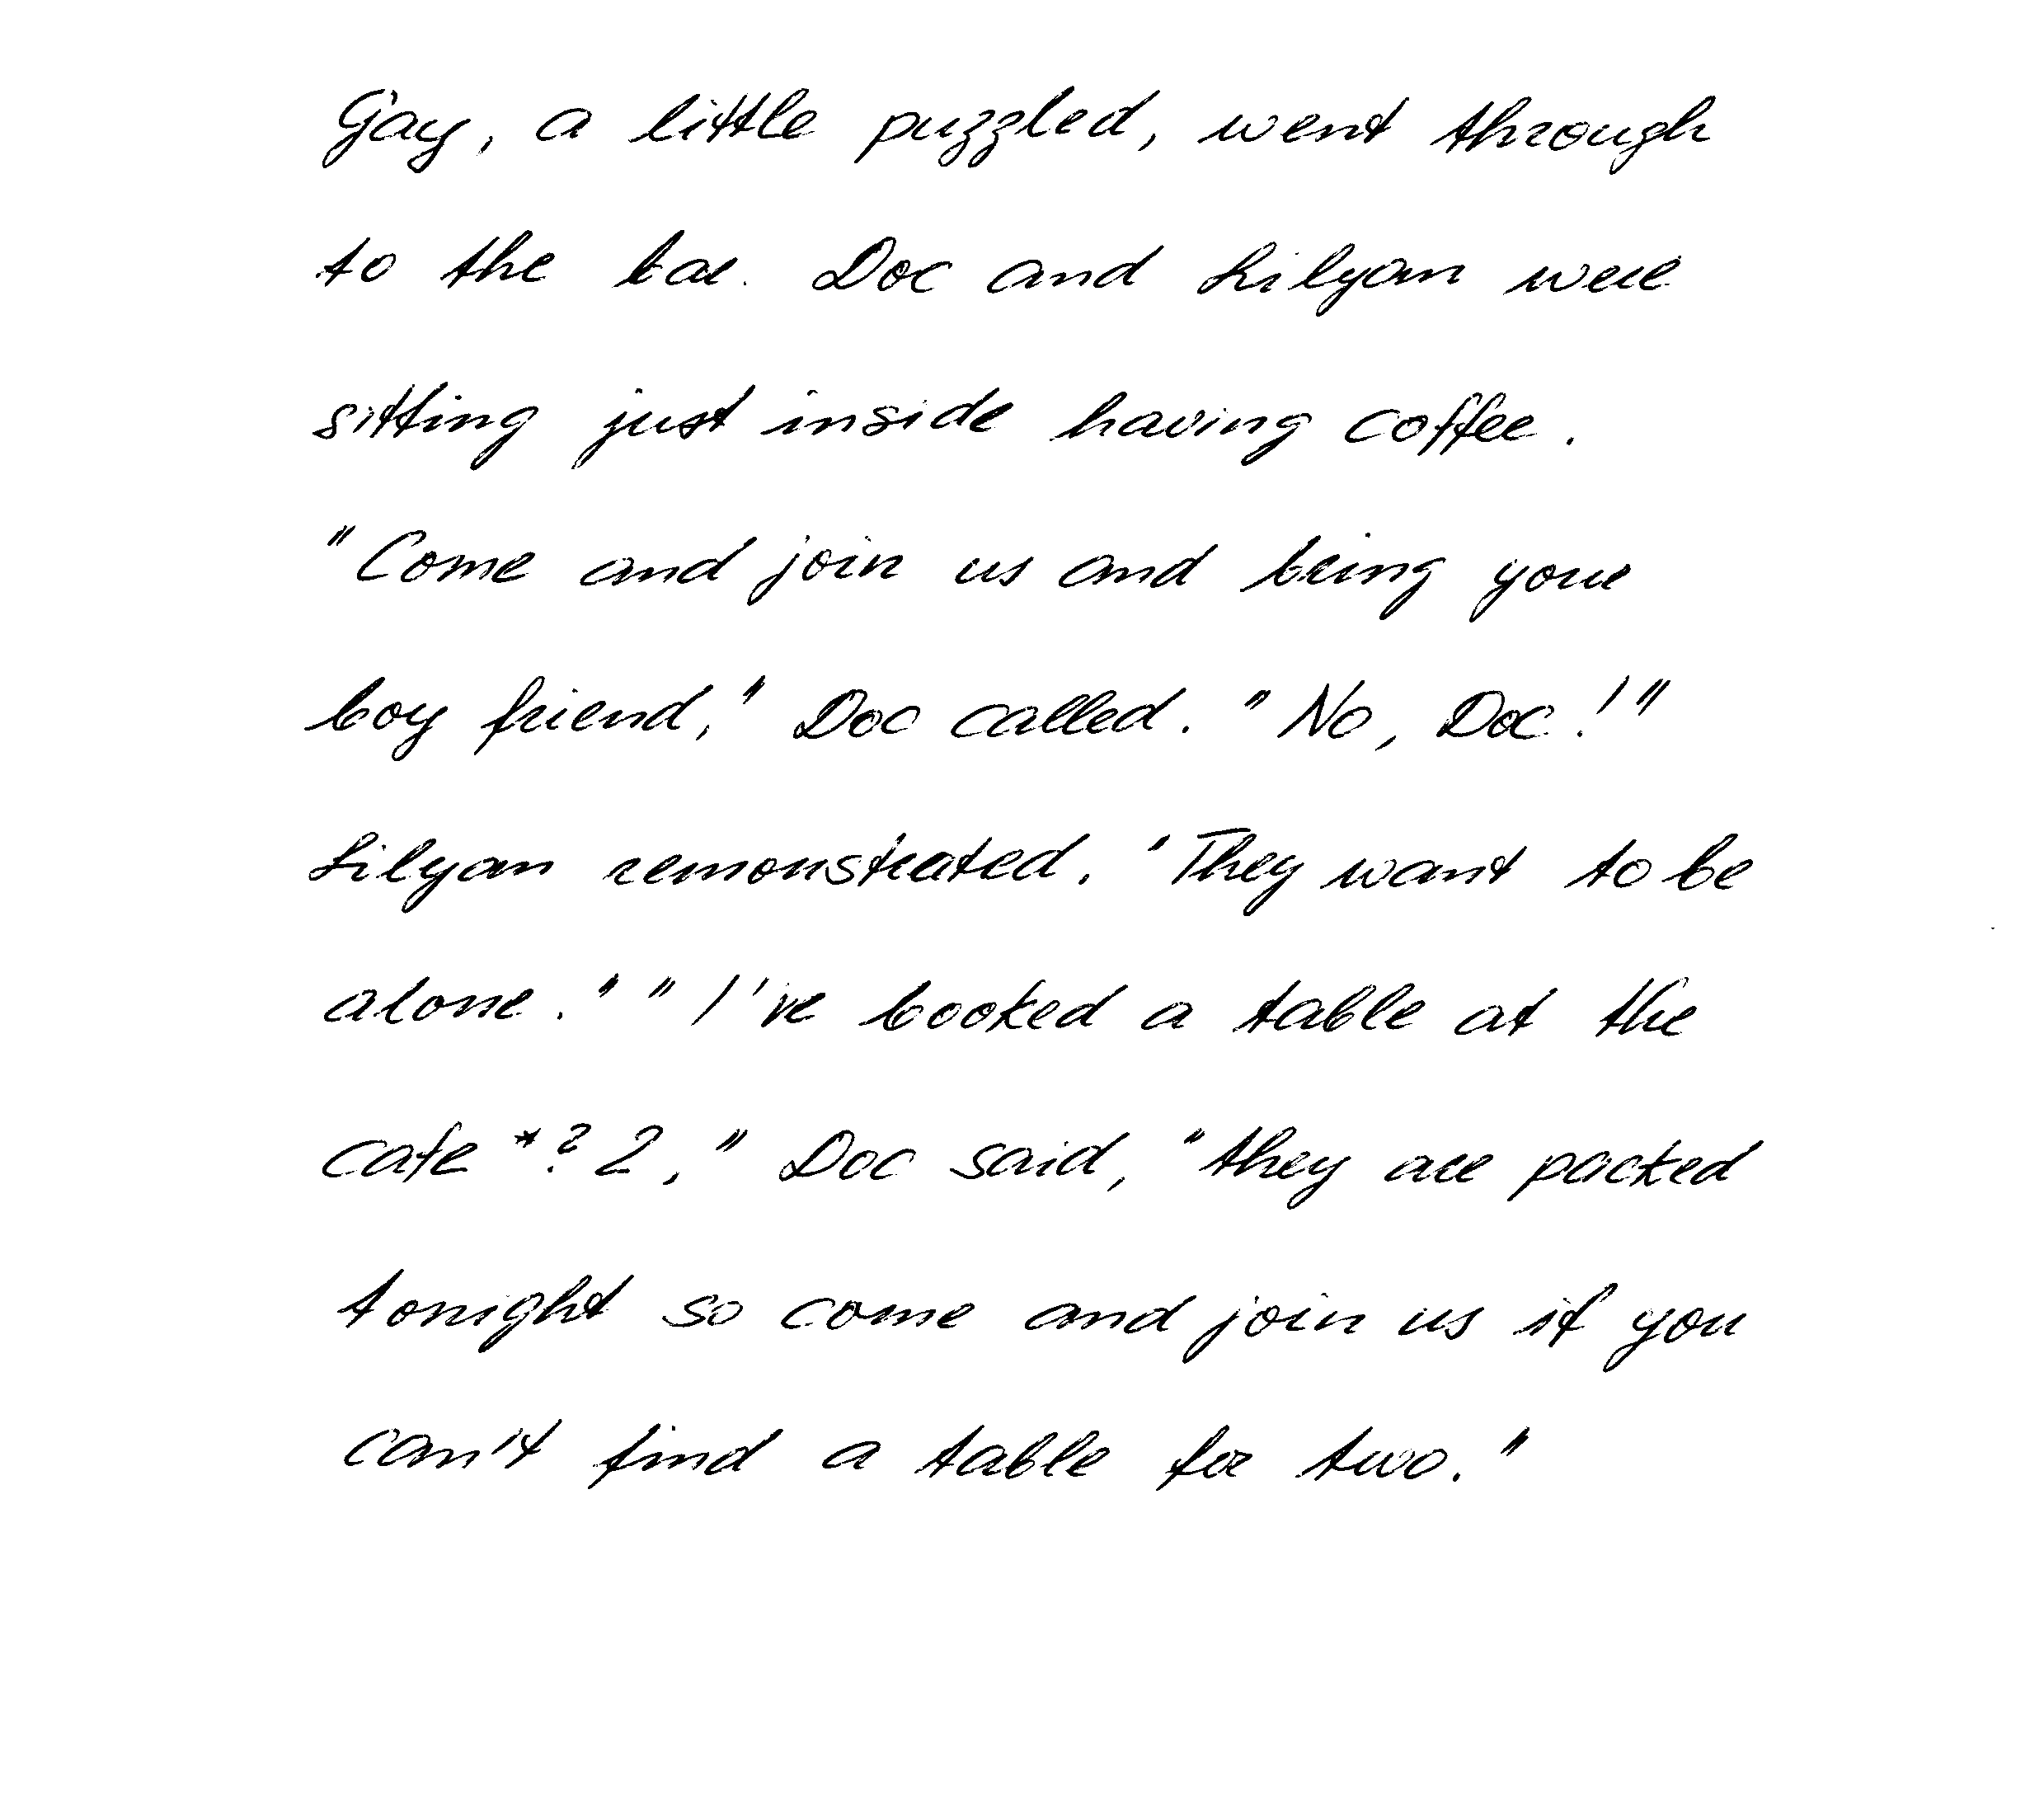 Gay, a little puzzled, went through
to the bar. Doc and Lilyan were
sitting just inside having coffee.
"Come and join us and bring your
boy friend," Doc called. "No, Doc!"
Lilyan remonstrated. "They want to be
alone." "I've booked a table at the
cafe *?2," Doc said, "they are packed
tonight so come and join us if you
can't find a table for two."